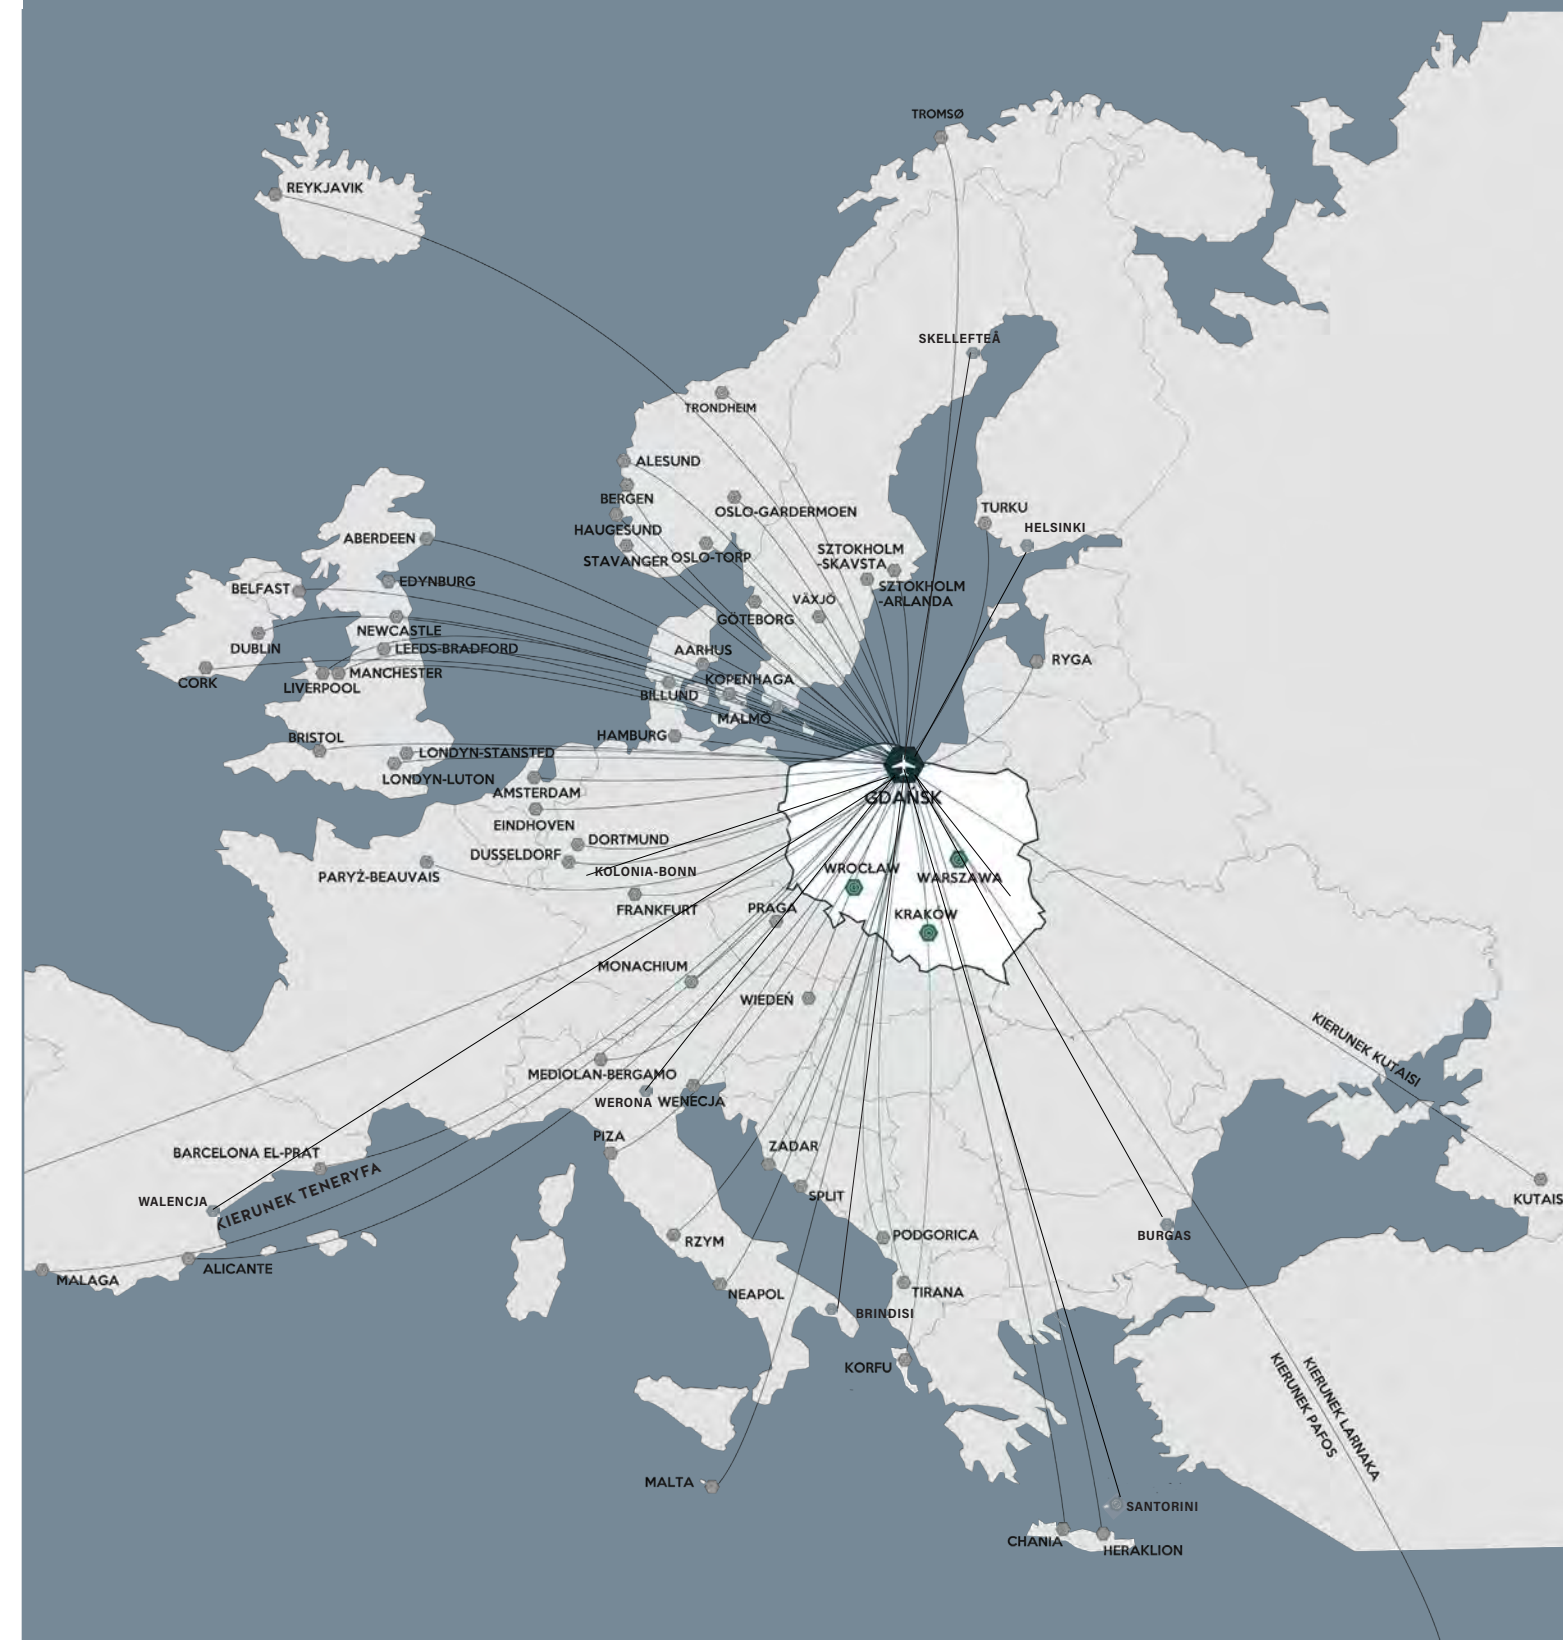 TROMSØ
REYKJAVIK
SKELLEFTEÅ
TRONDHEIM
ALESUND
BERGEN
OSLO-GARDERMOEN
TURKU
HELSINKI
HAUGESUND
ABERDEEN
SZTOKHOLM
-SKAVSTA
STAVANGER
OSLO-TORP
EDYNBURG
BELFAST
SZTOKHOLM
-ARLANDA
VÄXJÖ
GÖTEBORG
NEWCASTLE
DUBLIN
LEEDS-BRADFORD
AARHUS
RYGA
MANCHESTER
CORK
LIVERPOOL
KOPENHAGA
BILLUND
MALMÖ
HAMBURG
BRISTOL
LONDYN-STANSTED
LONDYN-LUTON
AMSTERDAM
GDAŃSK
EINDHOVEN
DORTMUND
DUSSELDORF
KOLONIA-BONN
PARYŻ-BEAUVAIS
WROCŁAW
WARSZAWA
FRANKFURT
PRAGA
KRAKÓW
MONACHIUM
WIEDEŃ
KIERUNEK KUTAISI
MEDIOLAN-BERGAMO
WERONA
WENECJA
PIZA
ZADAR
BARCELONA EL-PRAT
KIERUNEK TENERYFA
WALENCJA
SPLIT
KUTAIS
RZYM
PODGORICA
BURGAS
ALICANTE
MALAGA
NEAPOL
TIRANA
BRINDISI
KORFU
KIERUNEK LARNAKA
KIERUNEK PAFOS
MALTA
SANTORINI
CHANIA
HERAKLION